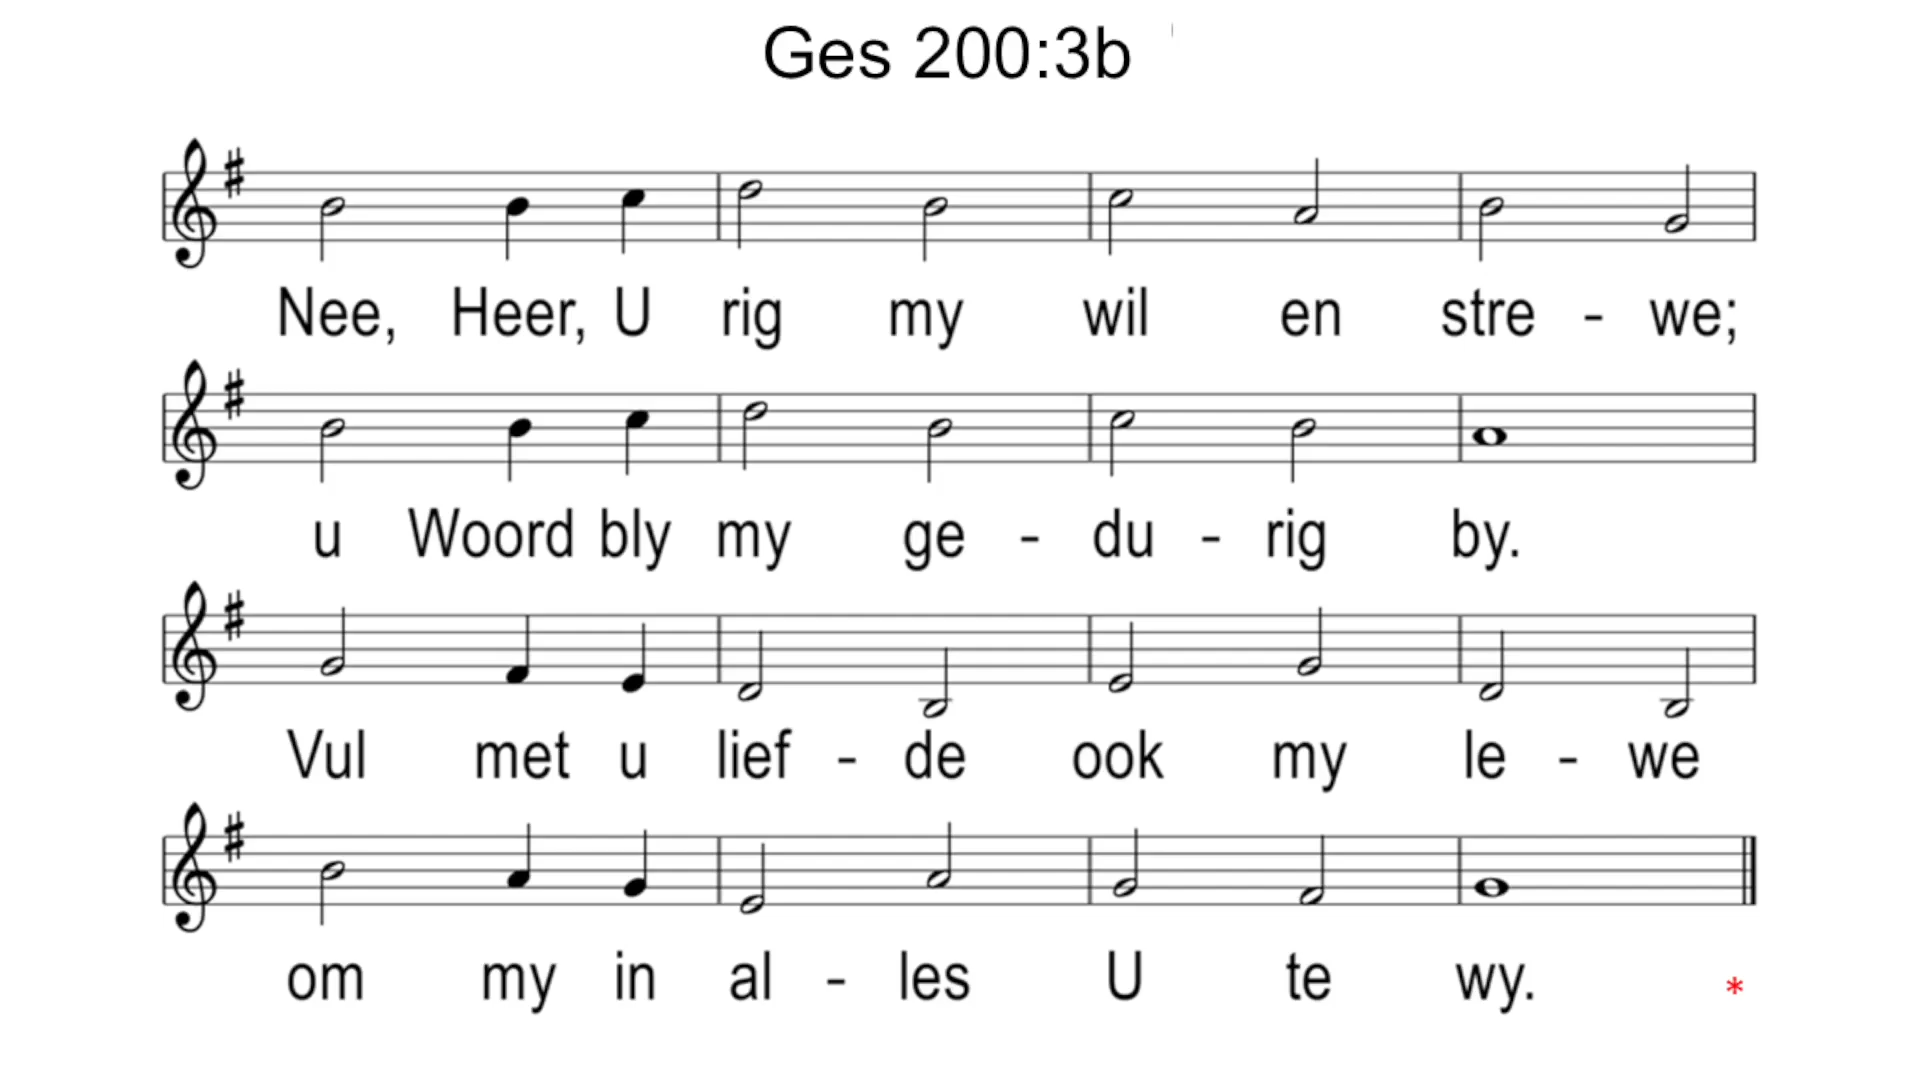 Ges 200:3b
Nee, Heer, U rig my wil en stre - we;
u Woord bly my ge - du - rig by.
Vul met u lief - de ook my le - we
om my in al - les U te wy. *